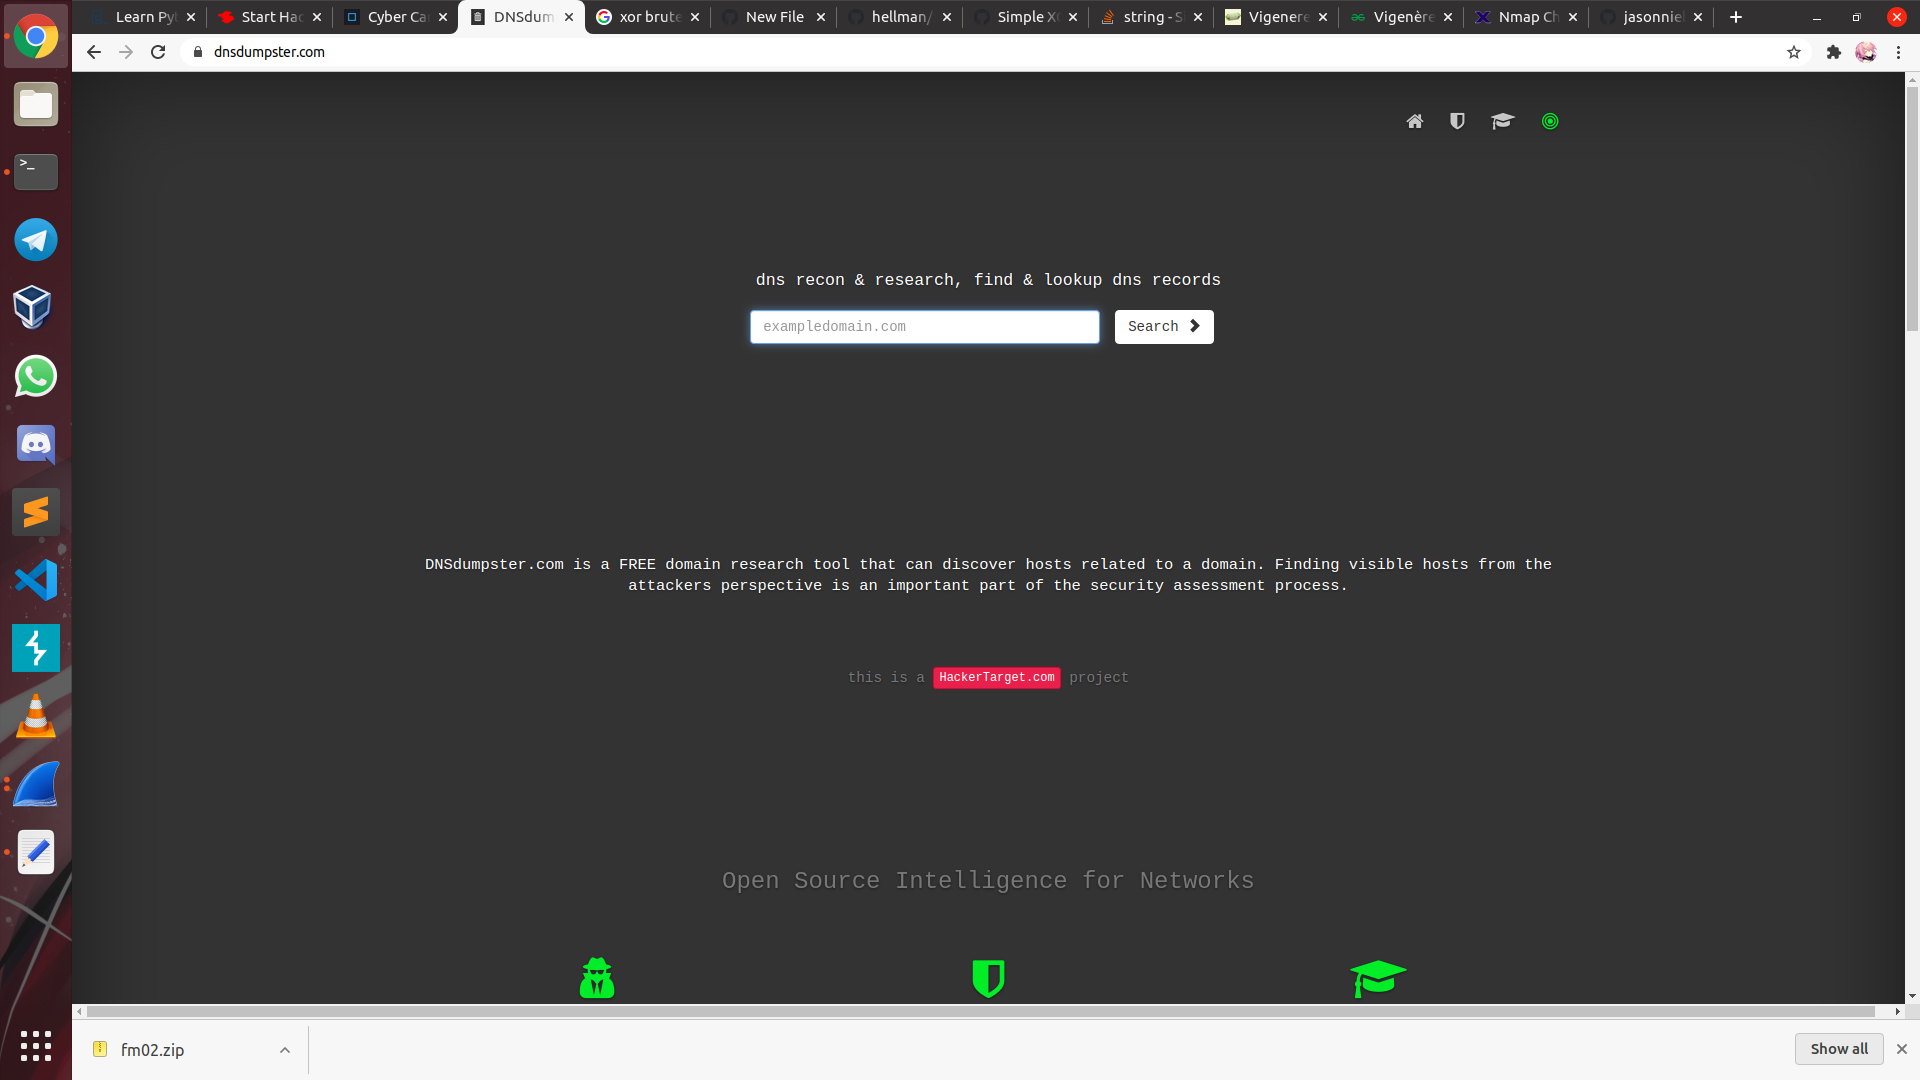 Learn Py
Start Hac
Cyber Ca
DNSdum
xor brute
New File
hellman/
Simple X
string - S
Vigenere
Vigenère
Nmap Ch
jasonniel
dnsdumpster.com
dns recon & research, find & lookup dns records
exampledomain.com
Search
DNSdumpster.com is a FREE domain research tool that can discover hosts related to a domain. Finding visible hosts from the
attackers perspective is an important part of the security assessment process.
this is a HackerTarget.com project
Open Source Intelligence for Networks
fm02.zip
Show all